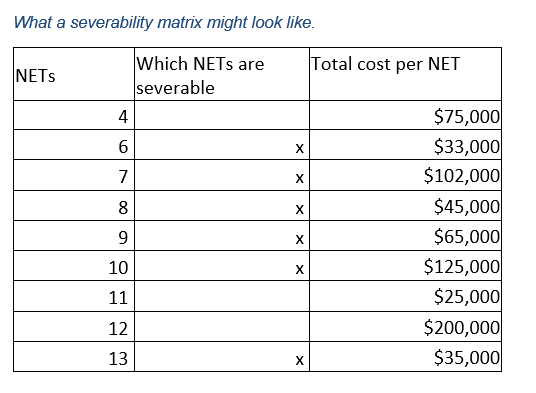 What a severability matrix might look like.
NETs Which NETs are severable Total cost per NET
4 $75,000
6 x $33,000
7 x $102,000
8 x $45,000
9 x $65,000
10 x $125,000
11 $25,000
12 $200,000
13 x $35,000